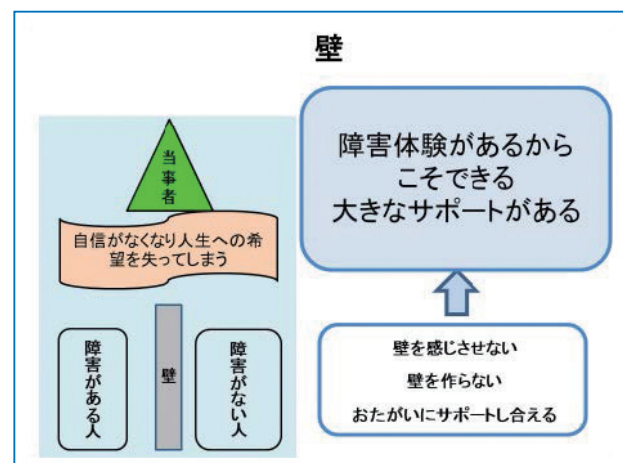 壁
当事者
自信がなくなり人生への希
望を失ってしまう
障害がある人
壁
障害がない人
障害体験があるから
こそできる
大きなサポートがある
壁を感じさせない
壁を作らない
おたがいにサポートし合える